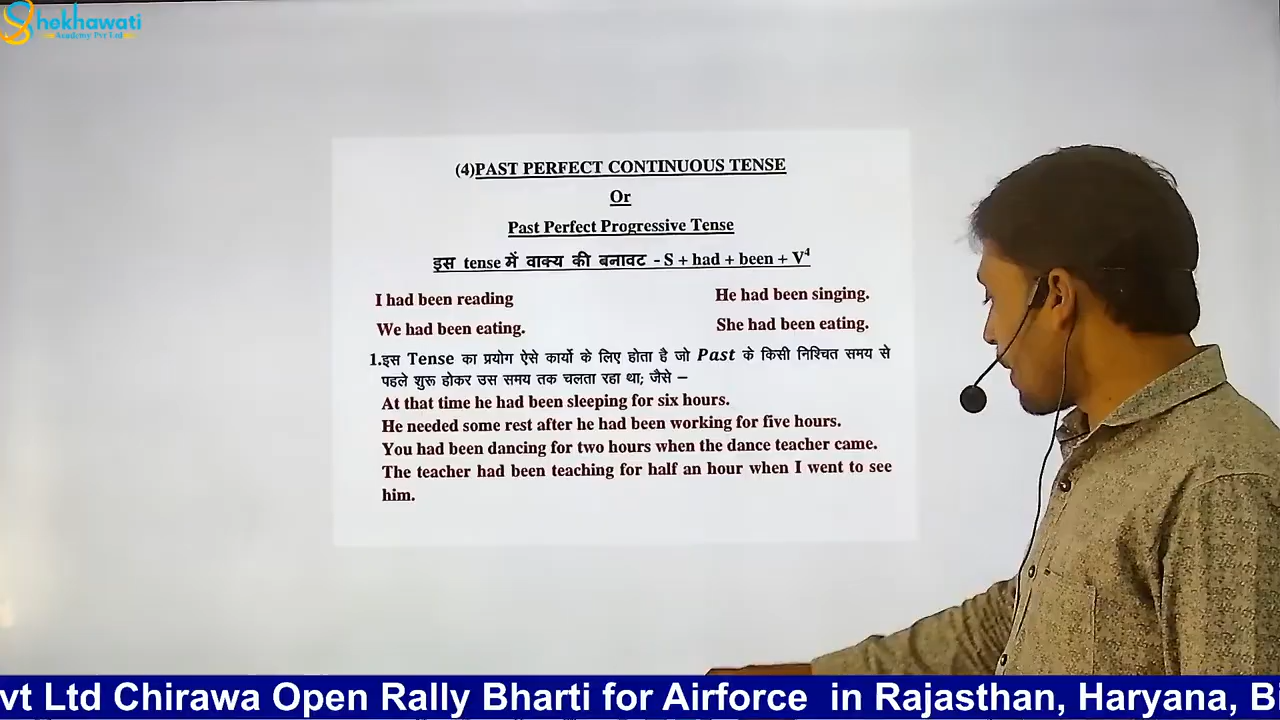 Shekhawati
Academy Pvt Ltd
(4)PAST PERFECT CONTINUOUS TENSE
Or
Past Perfect Progressive Tense
इस tense में वाक्य की बनावट - S + had + been + V⁴
I had been reading
He had been singing.
We had been eating.
She had been eating.
1.इस Tense का प्रयोग ऐसे कार्यो के लिए होता है जो Past के किसी निश्चित समय से
पहले शुरू होकर उस समय तक चलता रहा था; जैसे –
At that time he had been sleeping for six hours.
He needed some rest after he had been working for five hours.
You had been dancing for two hours when the dance teacher came.
The teacher had been teaching for half an hour when I went to see
him.
vt Ltd Chirawa Open Rally Bharti for Airforce in Rajasthan, Haryana, Bi